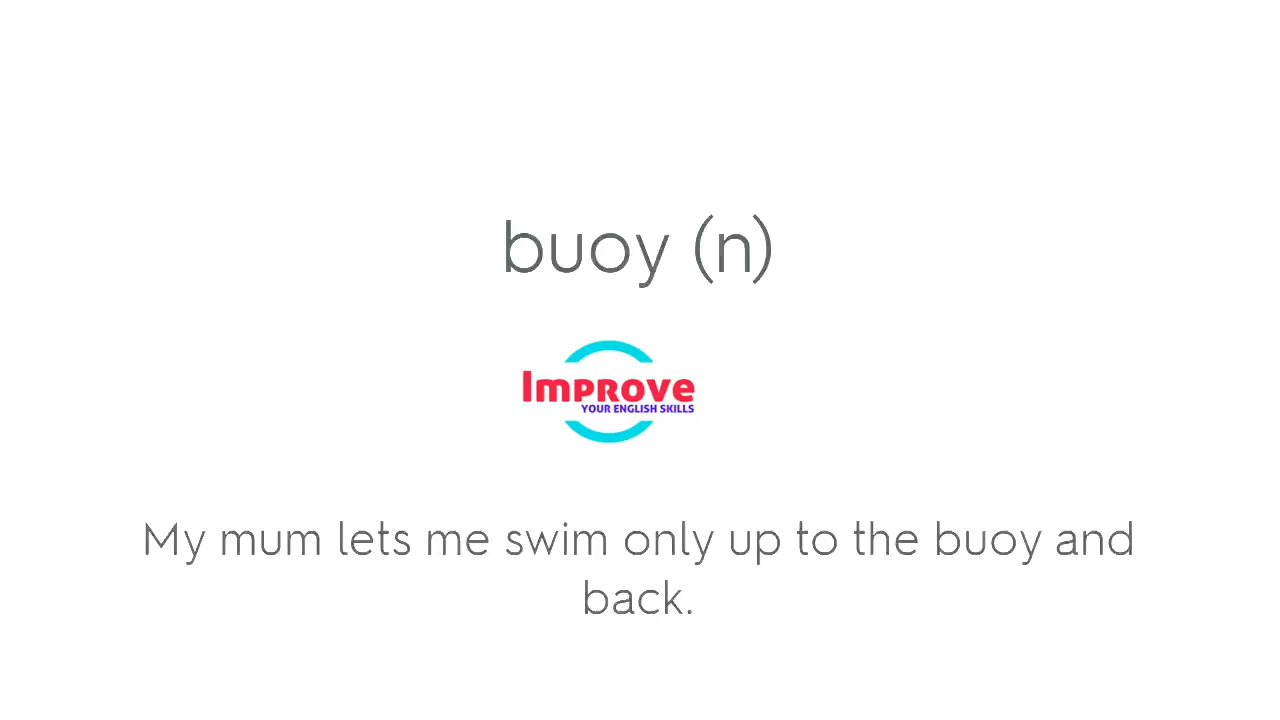 buoy (n)
Improve
YOUR ENGLISH SKILLS
My mum lets me swim only up to the buoy and
back.